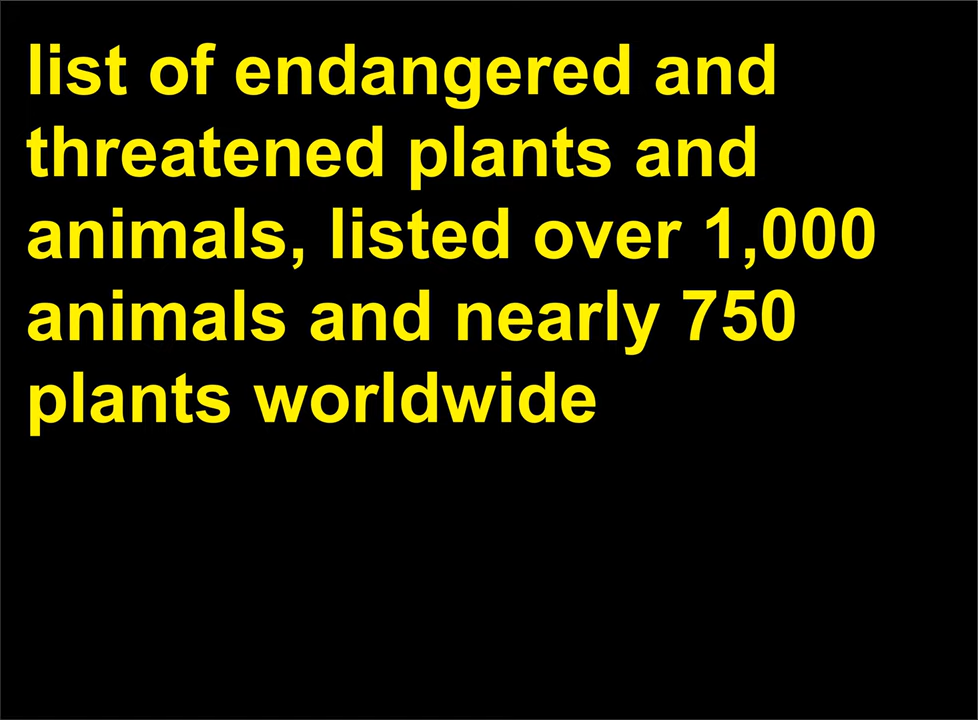 list of endangered and
threatened plants and
animals, listed over 1,000
animals and nearly 750
plants worldwide